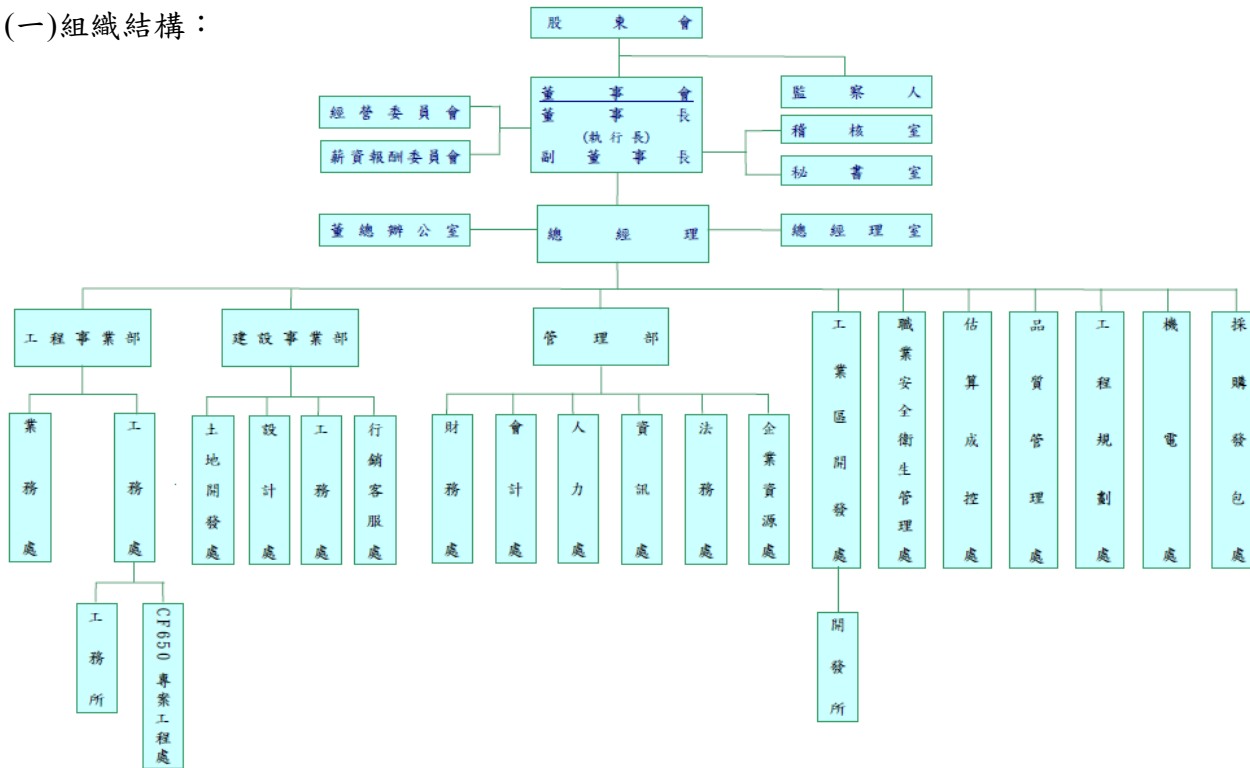 (一)組織結構：
股東會
董事會
董事長
(執行長)
副董事長
監察人
稽核室
秘書室
經營委員會
薪資報酬委員會
董總辦公室
總經理
總經理室
工程事業部
建設事業部
管理部
工業區開發處
職業安全衛生管理處
估算成控處
品質管理處
工程規劃處
機電處
採購發包處
業務處
工務處
土地開發處
設計處
工務處
行銷客服處
財務處
會計處
人力處
資訊處
法務處
企業資源處
工務所
CF650專案工程處
開發所